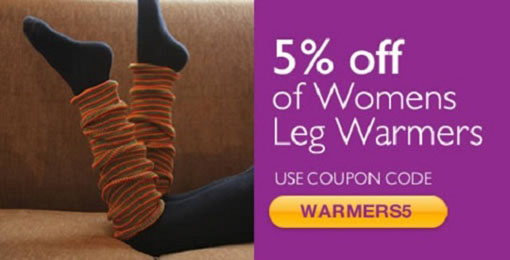 5% off
of Womens
Leg Warmers
USE COUPON CODE
WARMERS5